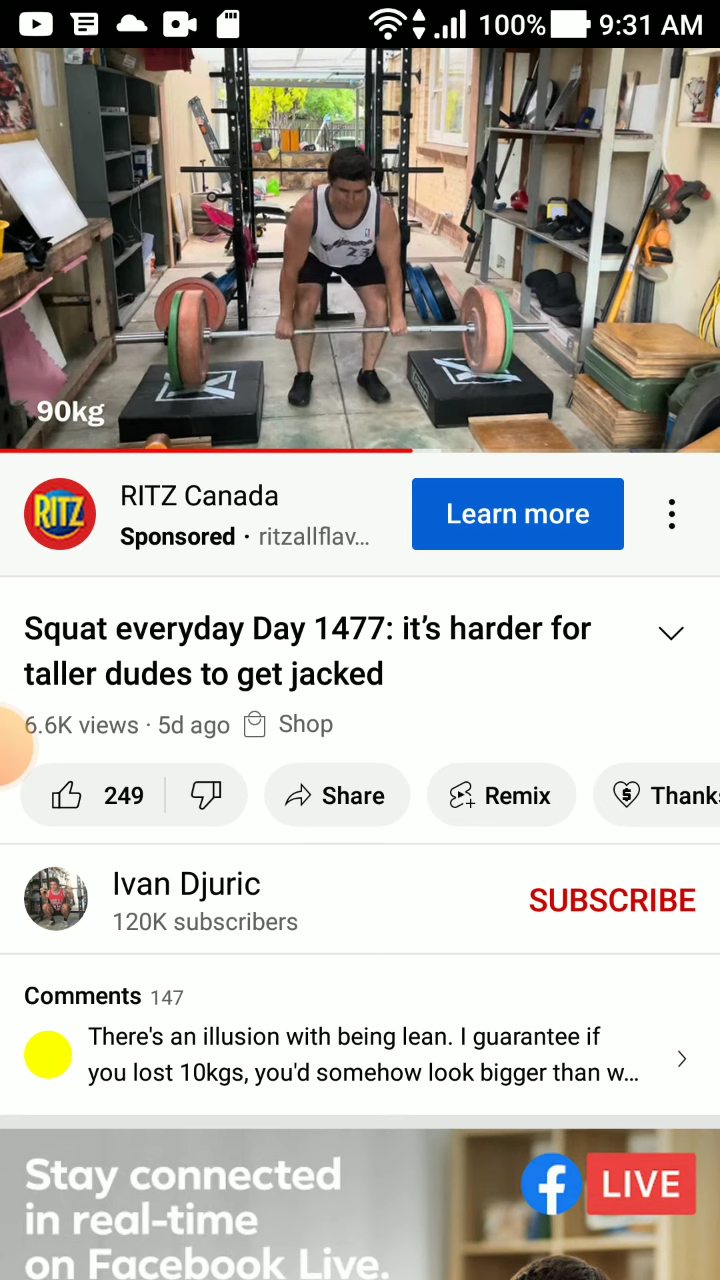 100% 9:31 AM
23
90kg
RITZ
RITZ Canada
Sponsored · ritzallflav...
Learn more
Squat everyday Day 1477: it's harder for
taller dudes to get jacked
6.6K views · 5d ago Shop
249 Share Remix Thanks
Ivan Djuric
120K subscribers
SUBSCRIBE
Comments 147
There's an illusion with being lean. I guarantee if
you lost 10kgs, you'd somehow look bigger than w...
Stay connected
in real-time
on Facebook Live.
f LIVE